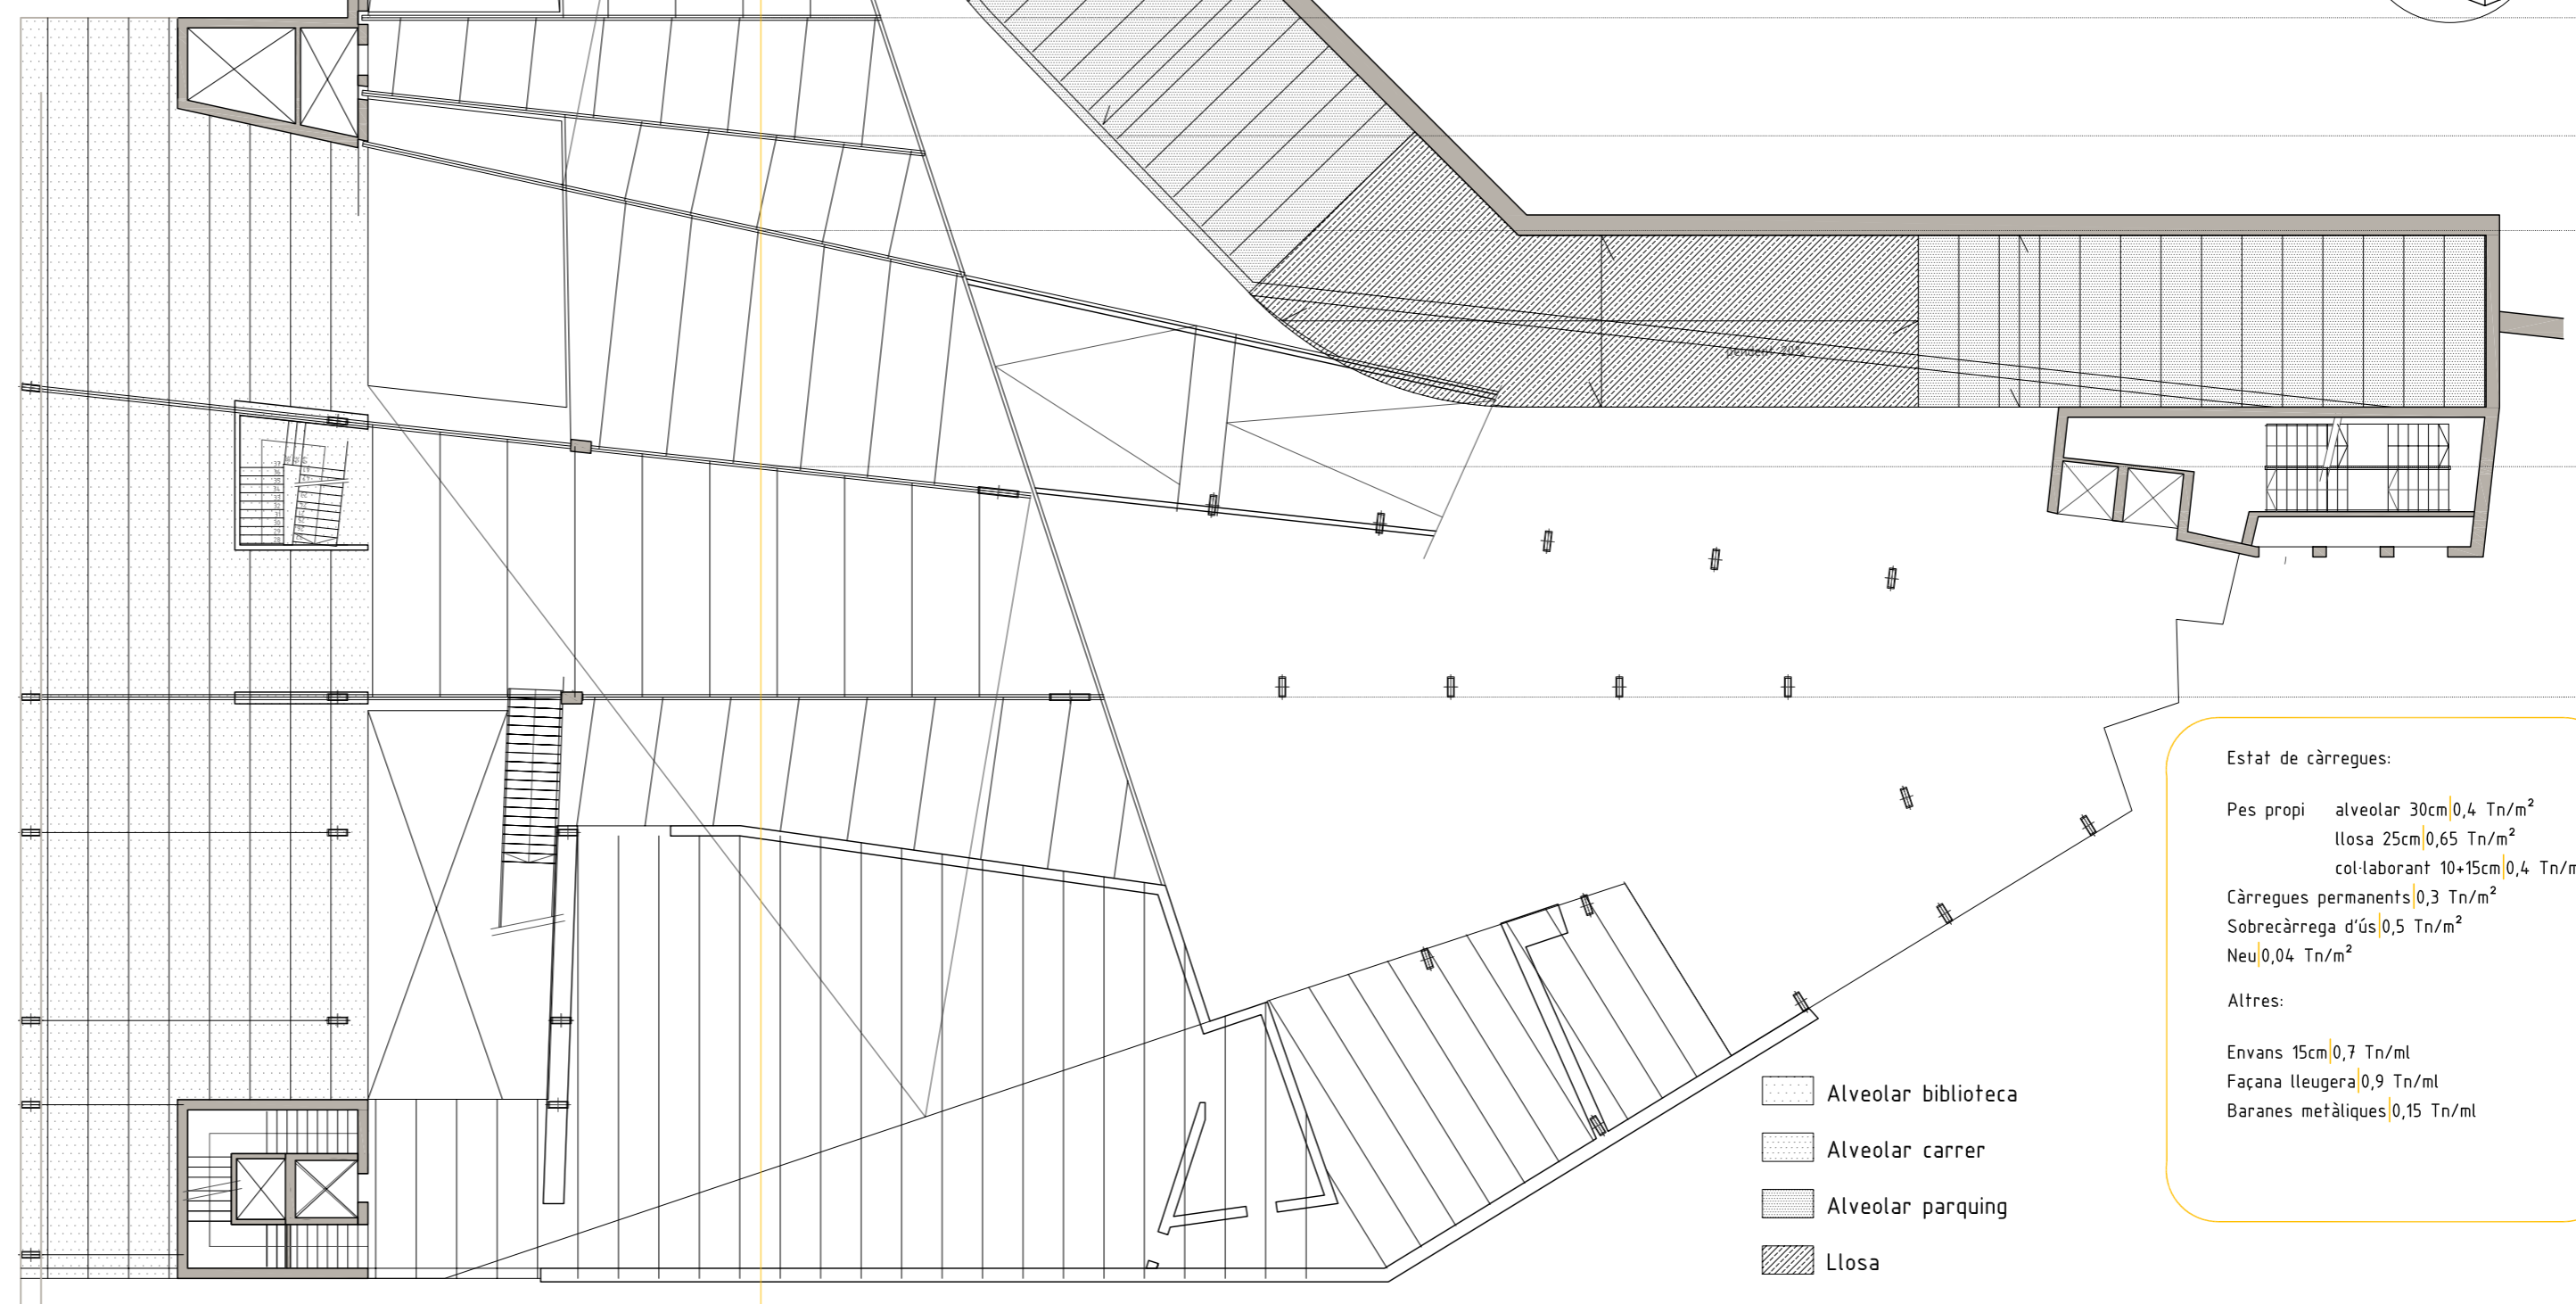 pendent 20%
Estat de càrregues:
Pes propi alveolar 30cm|0,4 Tn/m²
llosa 25cm|0,65 Tn/m²
col·laborant 10+15cm|0,4 Tn/m
Càrregues permanents|0,3 Tn/m²
Sobrecàrrega d'ús|0,5 Tn/m²
Neu|0,04 Tn/m²
Altres:
Envans 15cm|0,7 Tn/ml
Façana lleugera|0,9 Tn/ml
Baranes metàliques|0,15 Tn/ml
Alveolar biblioteca
Alveolar carrer
Alveolar parquing
Llosa